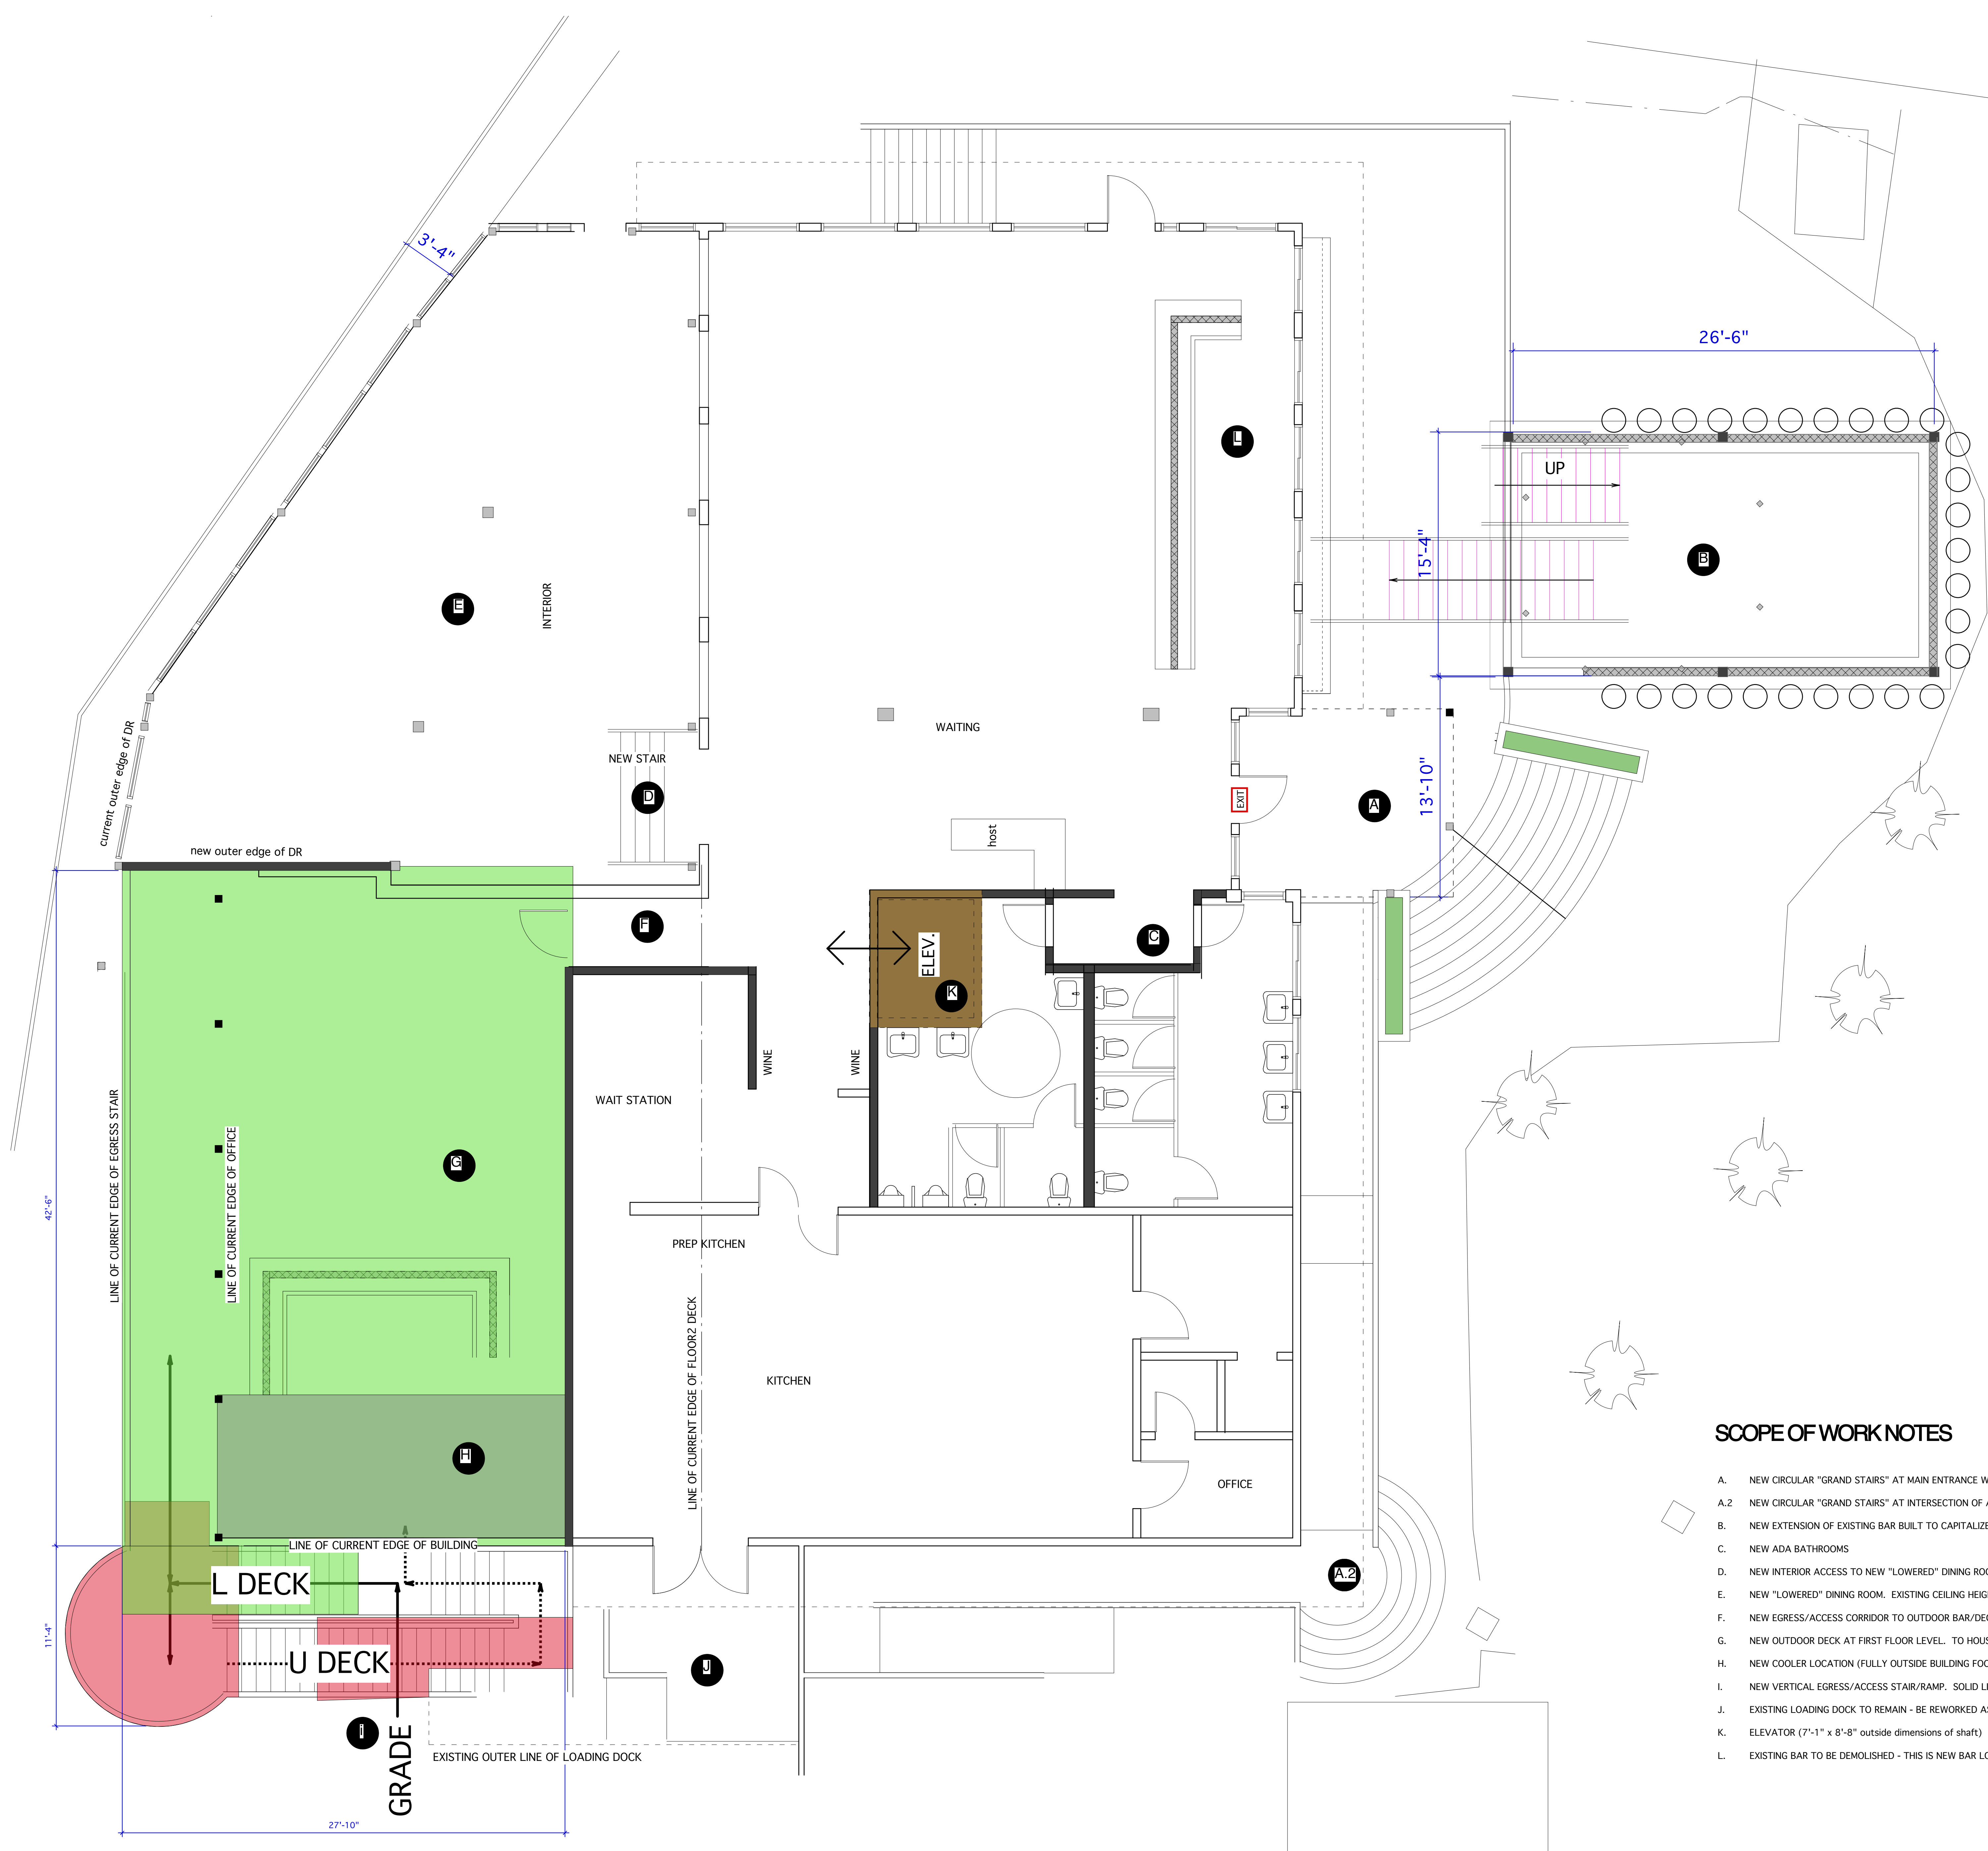 3'-4"
26'-6"
L
UP
15'-4"
B
E
INTERIOR
WAITING
current outer edge of DR
NEW STAIR
D
13'-10"
EXIT
A
host
new outer edge of DR
F
C
ELEV.
K
WINE
WINE
WAIT STATION
LINE OF CURRENT EDGE OF EGRESS STAIR
LINE OF CURRENT EDGE OF OFFICE
G
42'-6"
PREP KITCHEN
LINE OF CURRENT EDGE OF FLOOR2 DECK
KITCHEN
H
OFFICE
LINE OF CURRENT EDGE OF BUILDING
L DECK
A.2
11'-4"
U DECK
J
i
GRADE
EXISTING OUTER LINE OF LOADING DOCK
27'-10"
SCOPE OF WORK NOTES
A. NEW CIRCULAR "GRAND STAIRS" AT MAIN ENTRANCE W
A.2 NEW CIRCULAR "GRAND STAIRS" AT INTERSECTION OF A
B. NEW EXTENSION OF EXISTING BAR BUILT TO CAPITALIZE
C. NEW ADA BATHROOMS
D. NEW INTERIOR ACCESS TO NEW "LOWERED" DINING ROO
E. NEW "LOWERED" DINING ROOM. EXISTING CEILING HEIG
F. NEW EGRESS/ACCESS CORRIDOR TO OUTDOOR BAR/DEC
G. NEW OUTDOOR DECK AT FIRST FLOOR LEVEL. TO HOUS
H. NEW COOLER LOCATION (FULLY OUTSIDE BUILDING FOO
I. NEW VERTICAL EGRESS/ACCESS STAIR/RAMP. SOLID LI
J. EXISTING LOADING DOCK TO REMAIN - BE REWORKED AS
K. ELEVATOR (7'-1" x 8'-8" outside dimensions of shaft)
L. EXISTING BAR TO BE DEMOLISHED - THIS IS NEW BAR LO